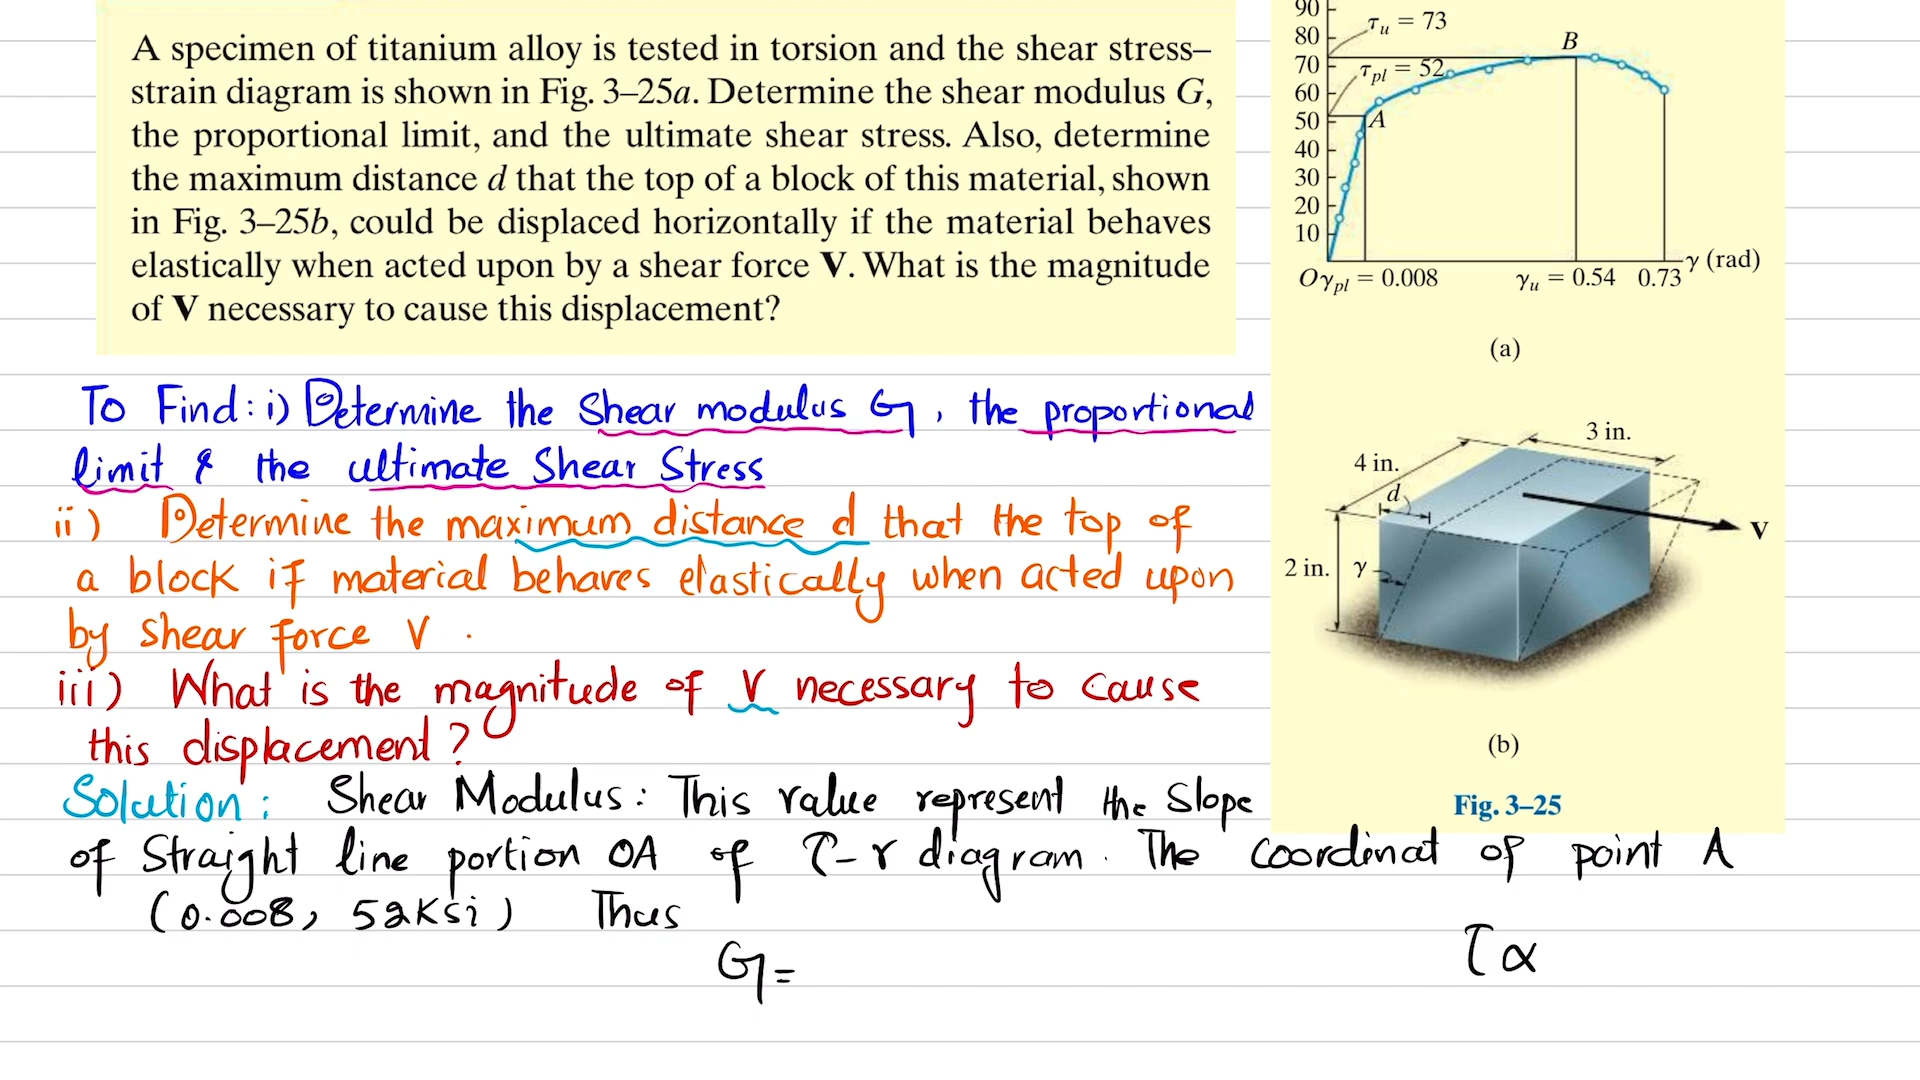 A specimen of titanium alloy is tested in torsion and the shear stress–
strain diagram is shown in Fig. 3–25a. Determine the shear modulus G,
the proportional limit, and the ultimate shear stress. Also, determine
the maximum distance d that the top of a block of this material, shown
in Fig. 3–25b, could be displaced horizontally if the material behaves
elastically when acted upon by a shear force V. What is the magnitude
of V necessary to cause this displacement?
90
80
70
60
50
40
30
20
10
τu = 73
τpl = 52
A
B
O
γpl = 0.008
γu = 0.54
0.73
γ (rad)
(a)
3 in.
4 in.
d
V
2 in.
γ
(b)
Fig. 3–25
To Find: i) Determine the Shear modulus G, the proportional
limit & the ultimate Shear Stress
ii) Determine the maximum distance d that the top of
a block if material behaves elastically when acted upon
by shear force V.
iii) What is the magnitude of V necessary to cause
this displacement?
Solution: Shear Modulus: This value represent the Slope
of Straight line portion OA of τ-γ diagram. The coordinat of point A
(0.008, 52Ksi) Thus
G=
τ α